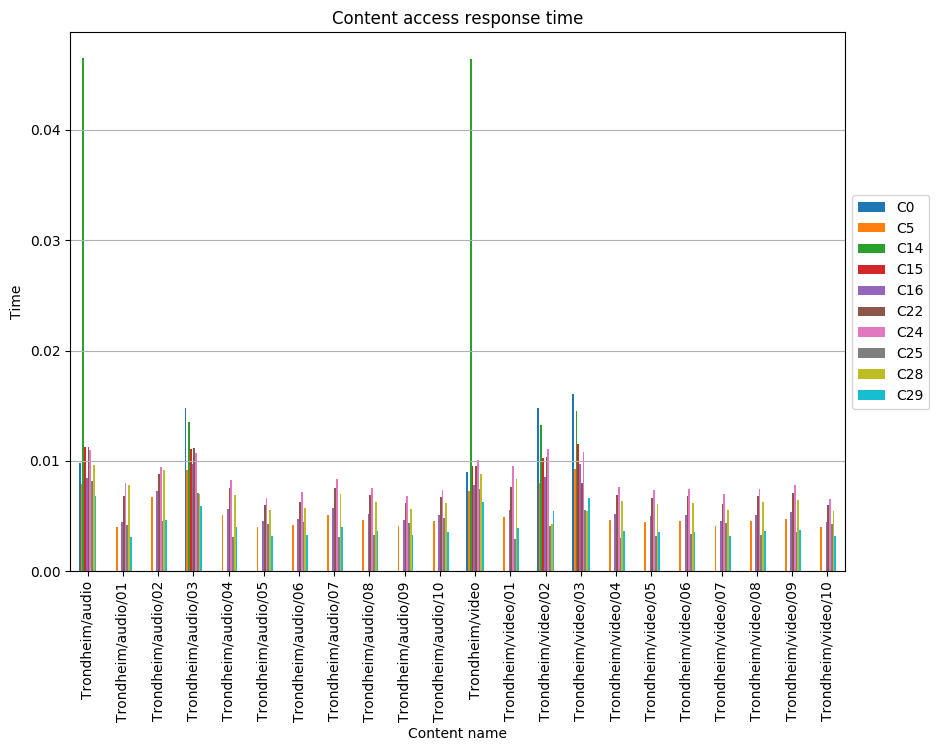 Content access response time
Time
0.04
0.03
0.02
0.01
0.00
C0
C5
C14
C15
C16
C22
C24
C25
C28
C29
Trondheim/audio
Trondheim/audio/01
Trondheim/audio/02
Trondheim/audio/03
Trondheim/audio/04
Trondheim/audio/05
Trondheim/audio/06
Trondheim/audio/07
Trondheim/audio/08
Trondheim/audio/09
Trondheim/audio/10
Trondheim/video
Trondheim/video/01
Trondheim/video/02
Trondheim/video/03
Trondheim/video/04
Trondheim/video/05
Trondheim/video/06
Trondheim/video/07
Trondheim/video/08
Trondheim/video/09
Trondheim/video/10
Content name